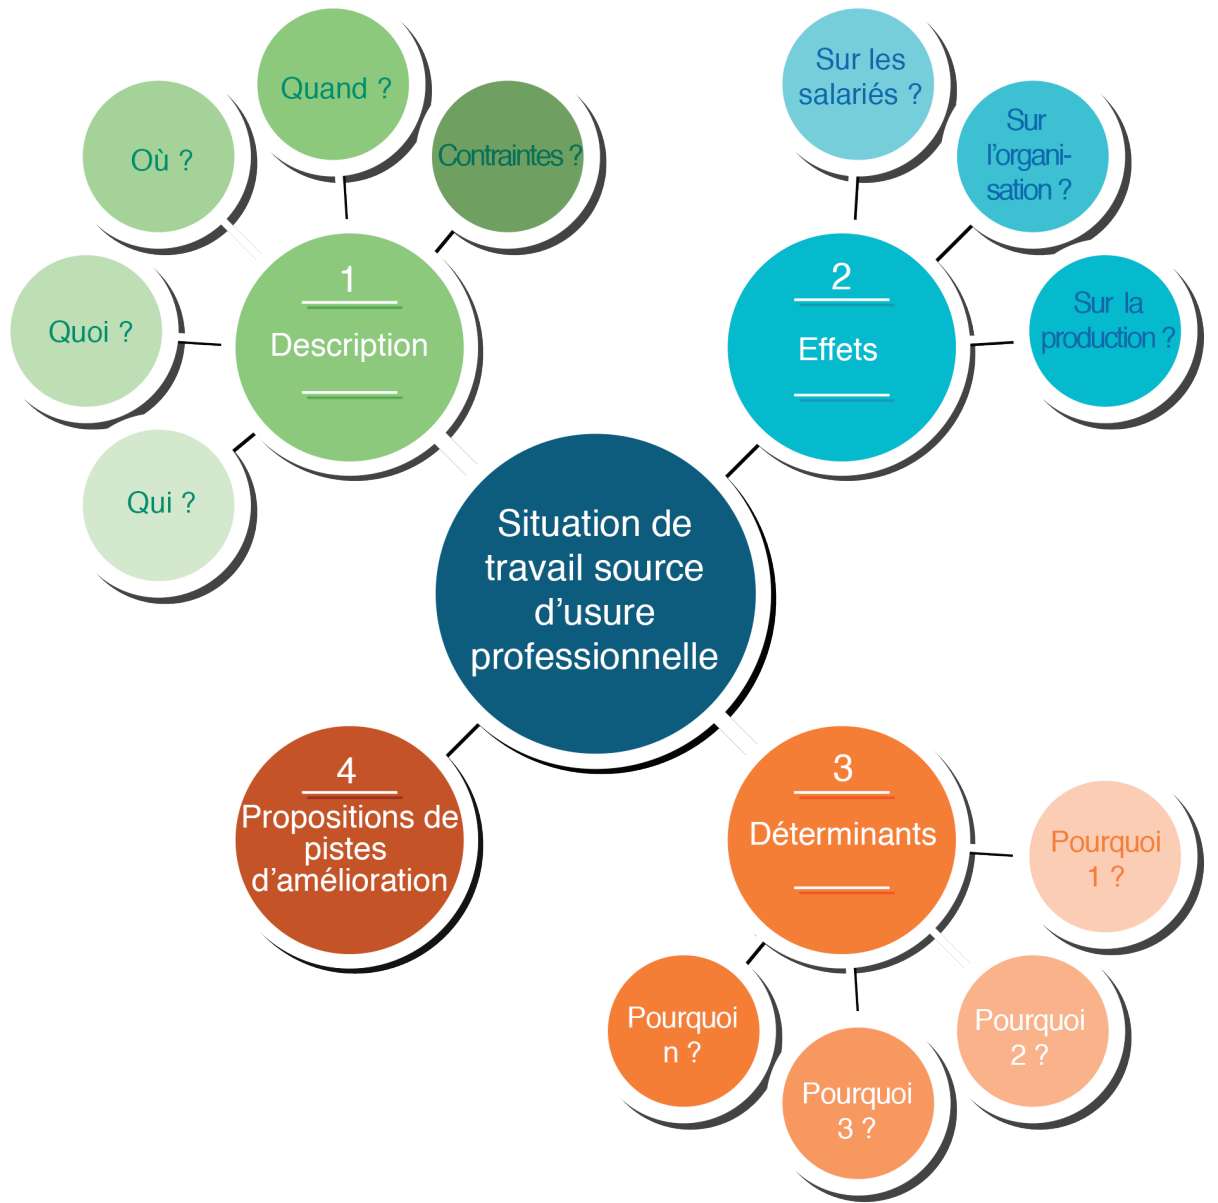 Quand ?
Contraintes ?
Où ?
Quoi ?
Qui ?
1
Description
Sur les
salariés ?
Sur
l’organi-
sation ?
Sur la
production ?
2
Effets
Situation de
travail source
d’usure
professionnelle
4
Propositions de
pistes
d’amélioration
3
Déterminants
Pourquoi
1 ?
Pourquoi
2 ?
Pourquoi
3 ?
Pourquoi
n ?